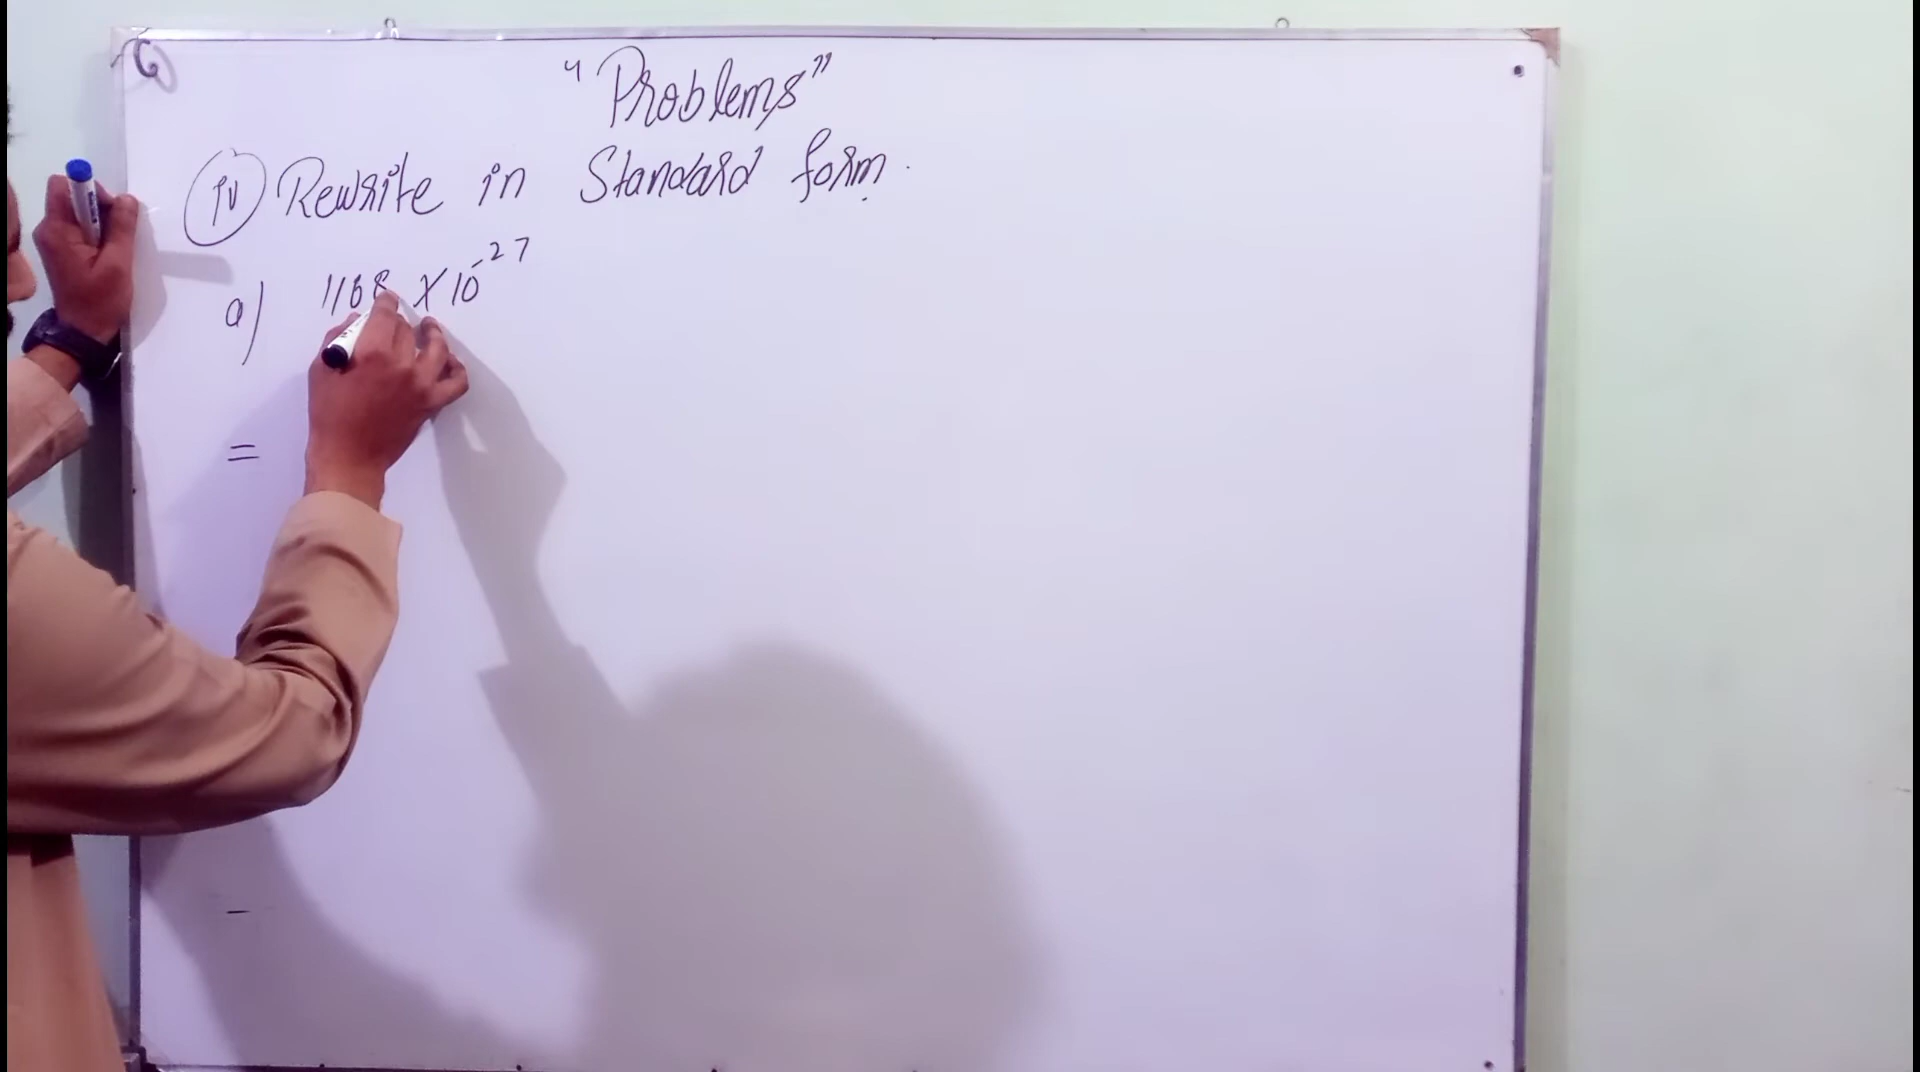 "Problems"
iv Rewrite in Standard form.
a) 1168 × 10⁻²⁷
=